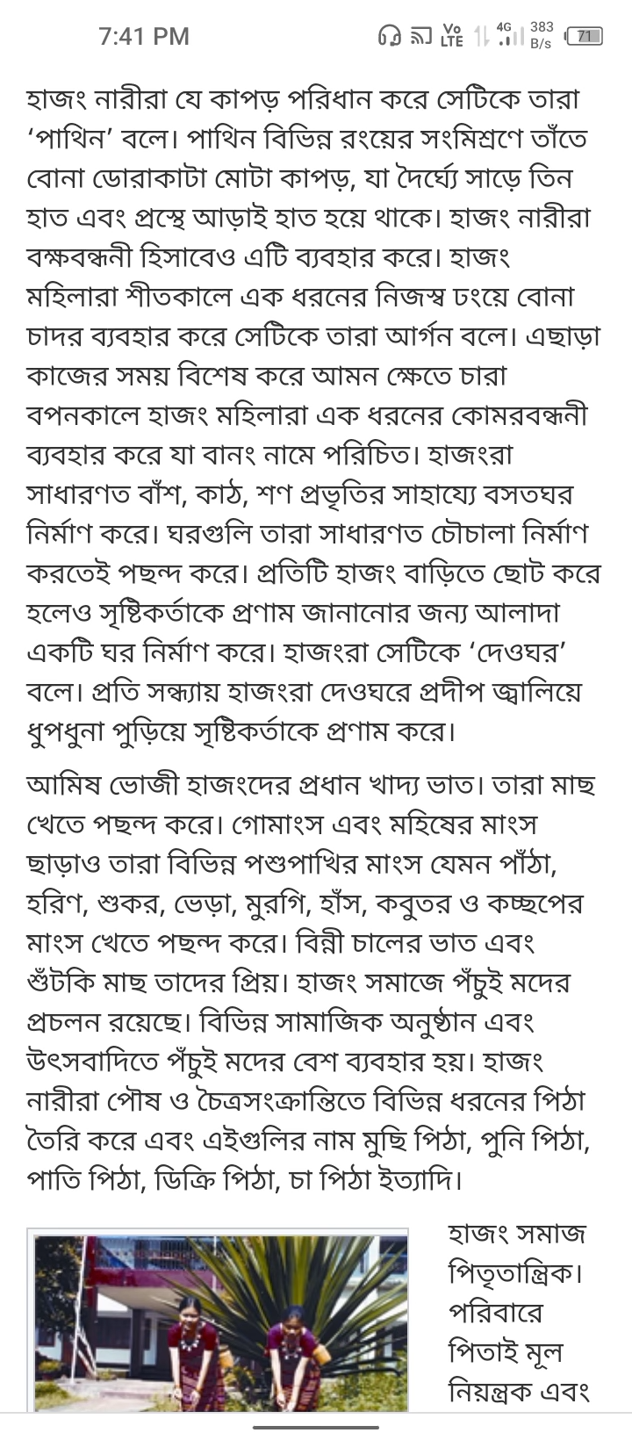 7:41 PM
Vo LTE 4G 383 B/s 71
হাজং নারীরা যে কাপড় পরিধান করে সেটিকে তারা
‘পাথিন’ বলে। পাথিন বিভিন্ন রংয়ের সংমিশ্রণে তাঁতে
বোনা ডোরাকাটা মোটা কাপড়, যা দৈর্ঘ্যে সাড়ে তিন
হাত এবং প্রস্থে আড়াই হাত হয়ে থাকে। হাজং নারীরা
বক্ষবন্ধনী হিসাবেও এটি ব্যবহার করে। হাজং
মহিলারা শীতকালে এক ধরনের নিজস্ব ঢংয়ে বোনা
চাদর ব্যবহার করে সেটিকে তারা আর্গন বলে। এছাড়া
কাজের সময় বিশেষ করে আমন ক্ষেতে চারা
বপনকালে হাজং মহিলারা এক ধরনের কোমরবন্ধনী
ব্যবহার করে যা বানং নামে পরিচিত। হাজংরা
সাধারণত বাঁশ, কাঠ, শণ প্রভৃতির সাহায্যে বসতঘর
নির্মাণ করে। ঘরগুলি তারা সাধারণত চৌচালা নির্মাণ
করতেই পছন্দ করে। প্রতিটি হাজং বাড়িতে ছোট করে
হলেও সৃষ্টিকর্তাকে প্রণাম জানানোর জন্য আলাদা
একটি ঘর নির্মাণ করে। হাজংরা সেটিকে ‘দেওঘর’
বলে। প্রতি সন্ধ্যায় হাজংরা দেওঘরে প্রদীপ জ্বালিয়ে
ধুপধুনা পুড়িয়ে সৃষ্টিকর্তাকে প্রণাম করে।
আমিষ ভোজী হাজংদের প্রধান খাদ্য ভাত। তারা মাছ
খেতে পছন্দ করে। গোমাংস এবং মহিষের মাংস
ছাড়াও তারা বিভিন্ন পশুপাখির মাংস যেমন পাঁঠা,
হরিণ, শুকর, ভেড়া, মুরগি, হাঁস, কবুতর ও কচ্ছপের
মাংস খেতে পছন্দ করে। বিন্নী চালের ভাত এবং
শুঁটকি মাছ তাদের প্রিয়। হাজং সমাজে পঁচুই মদের
প্রচলন রয়েছে। বিভিন্ন সামাজিক অনুষ্ঠান এবং
উৎসবাদিতে পঁচুই মদের বেশ ব্যবহার হয়। হাজং
নারীরা পৌষ ও চৈত্রসংক্রান্তিতে বিভিন্ন ধরনের পিঠা
তৈরি করে এবং এইগুলির নাম মুছি পিঠা, পুনি পিঠা,
পাতি পিঠা, ডিক্রি পিঠা, চা পিঠা ইত্যাদি।
হাজং সমাজ
পিতৃতান্ত্রিক।
পরিবারে
পিতাই মূল
নিয়ন্ত্রক এবং